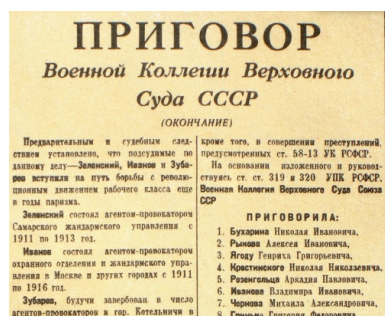 ПРИГОВОР
Военной Коллегии Верховного
Суда СССР
(ОКОНЧАНИЕ)
Предварительным и судебным след-
ствием установлено, что подсудимые по
данному делу—Зеленский, Иванов и Зуба-
рев вступили на путь борьбы с револю-
ционным движением рабочего класса еще
в годы царизма.
Зеленский состоял агентом-провокатором
Самарского жандармского управления с
1911 по 1913 год.
Иванов состоял агентом-провокатором
охранного отделения и жандармского упра-
вления в Москве и других городах с 1911
по 1916 год.
Зубарев, будучи завербован в число
агентов-провокаторов в гор. Котельничи в
кроме того, в совершении преступлений,
предусмотренных ст. 58-13 УК РСФСР.
На основании изложенного и руковод-
ствуясь ст. ст. 319 и 320 УПК РСФСР,
Военная Коллегия Верховного Суда Союза
ССР
ПРИГОВОРИЛА:
1. Бухарина Николая Ивановича,
2. Рыкова Алексея Ивановича,
3. Ягоду Генриха Григорьевича,
4. Крестинского Николая Николаевича,
5. Розенгольца Аркадия Павловича,
6. Иванова Владимира Ивановича,
7. Чернова Михаила Александровича,
8. Гринько Григория Федоровича,